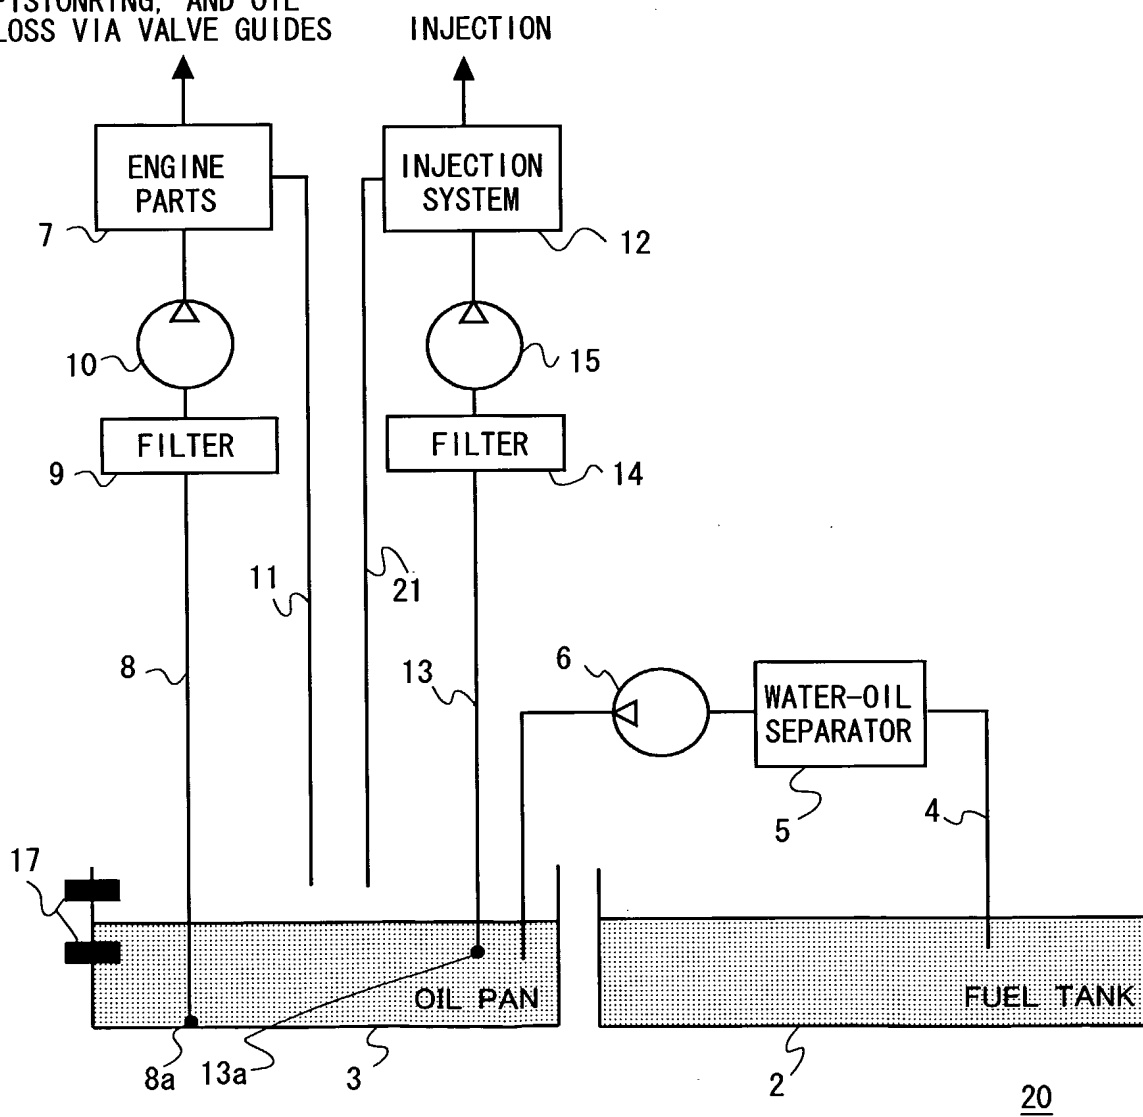 PISTONRING, AND OIL
LOSS VIA VALVE GUIDES
INJECTION
ENGINE
PARTS
INJECTION
SYSTEM
7
12
10
15
FILTER
FILTER
9
14
11
21
8
13
6
WATER-OIL
SEPARATOR
5
4
17
OIL PAN
FUEL TANK
8a
13a
3
2
20